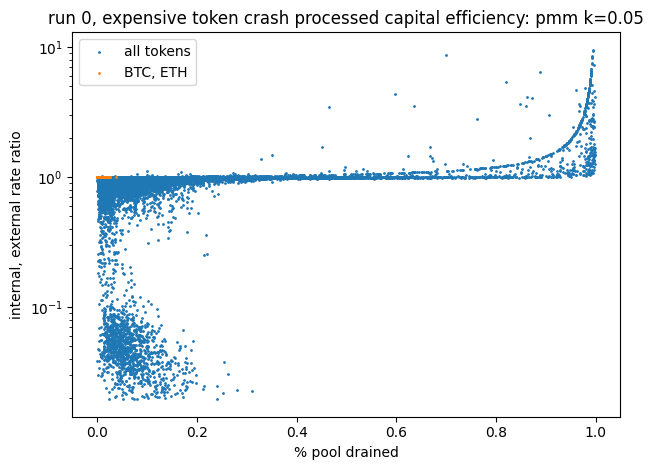 run 0, expensive token crash processed capital efficiency: pmm k=0.05
all tokens
BTC, ETH
internal, external rate ratio
10¹
10⁰
10⁻¹
0.0 0.2 0.4 0.6 0.8 1.0
% pool drained